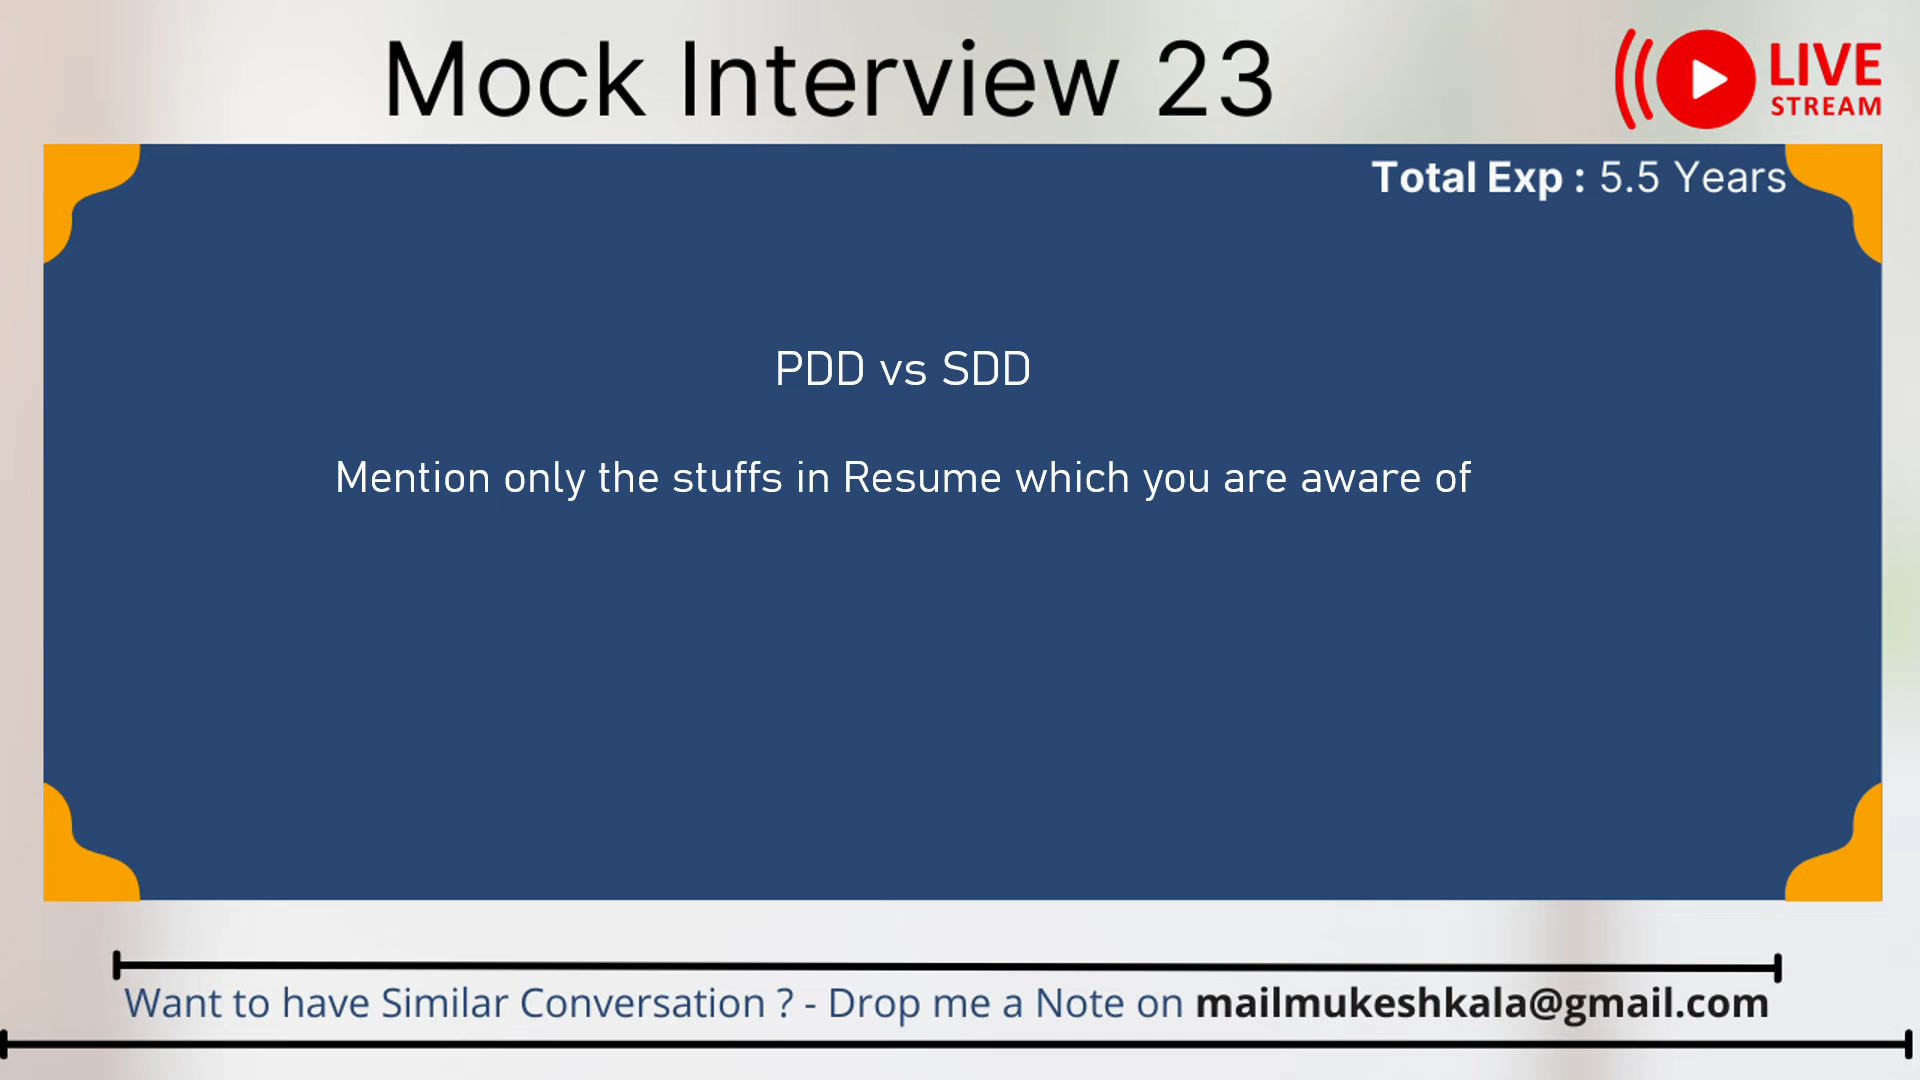 Mock Interview 23
LIVE
STREAM
Total Exp : 5.5 Years
PDD vs SDD
Mention only the stuffs in Resume which you are aware of
Want to have Similar Conversation ? - Drop me a Note on mailmukeshkala@gmail.com